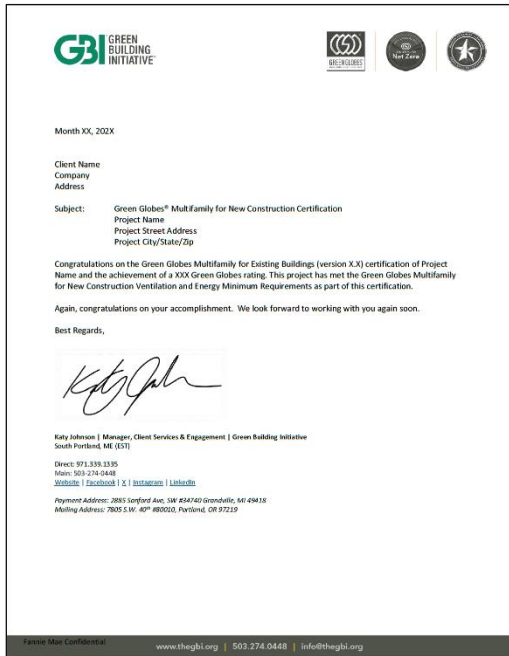 GBI GREEN
BUILDING
INITIATIVE
GREEN GLOBES
Net Zero
Month XX, 202X
Client Name
Company
Address
Subject: Green Globes® Multifamily for New Construction Certification
Project Name
Project Street Address
Project City/State/Zip
Congratulations on the Green Globes Multifamily for Existing Buildings (version X.X) certification of Project
Name and the achievement of a XXX Green Globes rating. This project has met the Green Globes Multifamily
for New Construction Ventilation and Energy Minimum Requirements as part of this certification.
Again, congratulations on your accomplishment. We look forward to working with you again soon.
Best Regards,
Katy Johnson | Manager, Client Services & Engagement | Green Building Initiative
South Portland, ME (EST)
Direct: 971.339.1335
Main: 503-274-0448
Website | Facebook | X | Instagram | LinkedIn
Payment Address: 2885 Sanford Ave, SW #34740 Grandville, MI 49418
Mailing Address: 7805 S.W. 40th #80010, Portland, OR 97219
Fannie Mae Confidential
www.thegbi.org | 503.274.0448 | info@thegbi.org